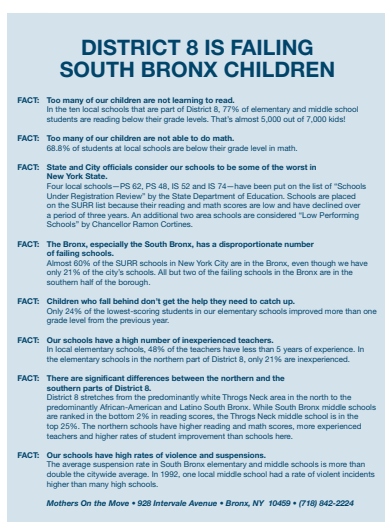 DISTRICT 8 IS FAILING
SOUTH BRONX CHILDREN
FACT: Too many of our children are not learning to read.
In the ten local schools that are part of District 8, 77% of elementary and middle school
students are reading below their grade levels. That's almost 5,000 out of 7,000 kids!
FACT: Too many of our children are not able to do math.
68.8% of students at local schools are below their grade level in math.
FACT: State and City officials consider our schools to be some of the worst in
New York State.
Four local schools—PS 62, PS 48, IS 52 and IS 74—have been put on the list of "Schools
Under Registration Review" by the State Department of Education. Schools are placed
on the SURR list because their reading and math scores are low and have declined over
a period of three years. An additional two area schools are considered "Low Performing
Schools" by Chancellor Ramon Cortines.
FACT: The Bronx, especially the South Bronx, has a disproportionate number
of failing schools.
Almost 60% of the SURR schools in New York City are in the Bronx, even though we have
only 21% of the city's schools. All but two of the failing schools in the Bronx are in the
southern half of the borough.
FACT: Children who fall behind don't get the help they need to catch up.
Only 24% of the lowest-scoring students in our elementary schools improved more than one
grade level from the previous year.
FACT: Our schools have a high number of inexperienced teachers.
In local elementary schools, 48% of the teachers have less than 5 years of experience. In
the elementary schools in the northern part of District 8, only 21% are inexperienced.
FACT: There are significant differences between the northern and the
southern parts of District 8.
District 8 stretches from the predominantly white Throgs Neck area in the north to the
predominantly African-American and Latino South Bronx. While South Bronx middle schools
are ranked in the bottom 2% in reading scores, the Throgs Neck middle school is in the
top 25%. The northern schools have higher reading and math scores, more experienced
teachers and higher rates of student improvement than schools here.
FACT: Our schools have high rates of violence and suspensions.
The average suspension rate in South Bronx elementary and middle schools is more than
double the citywide average. In 1992, one local middle school had a rate of violent incidents
higher than many high schools.
Mothers On the Move • 928 Intervale Avenue • Bronx, NY 10459 • (718) 842-2224